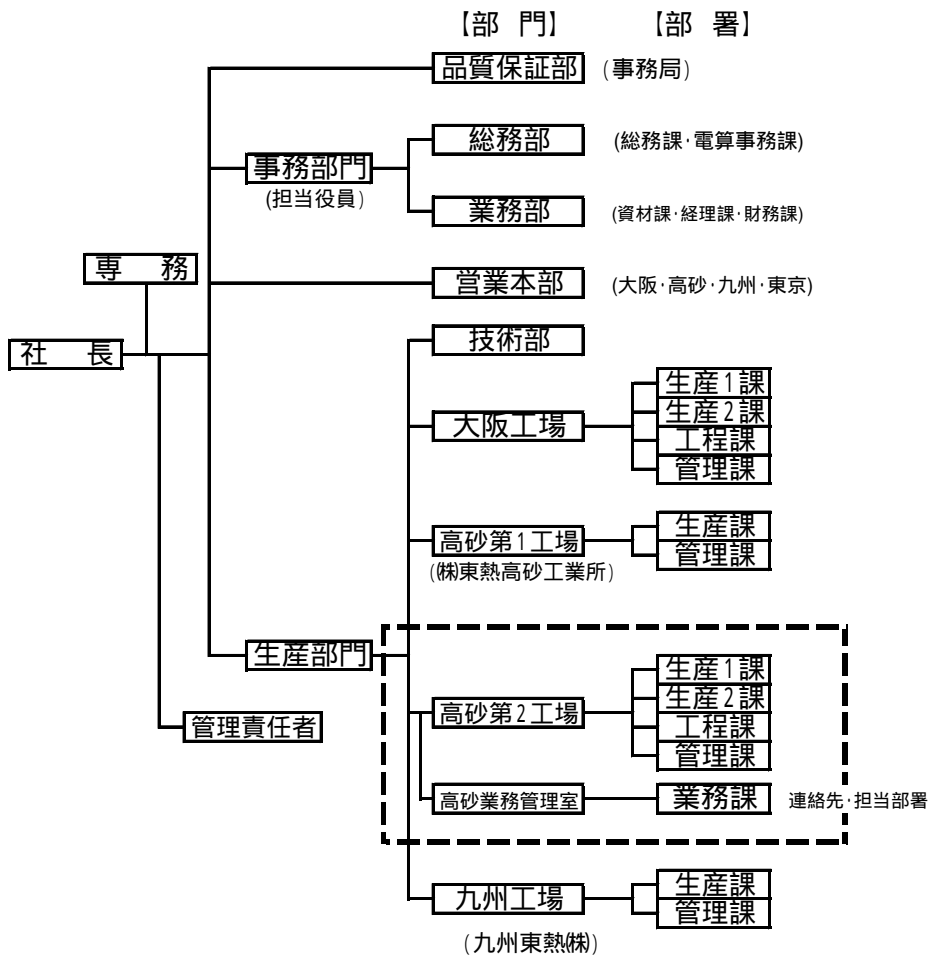 【部 門】 【部 署】
品質保証部 (事務局)
総務部 (総務課・電算事務課)
事務部門
(担当役員)
業務部 (資材課・経理課・財務課)
専 務
営業本部 (大阪・高砂・九州・東京)
社 長
技術部
大阪工場
生産1課
生産2課
工程課
管理課
高砂第1工場
(㈱東熱高砂工業所)
生産課
管理課
生産部門
高砂第2工場
生産1課
生産2課
工程課
管理課
管理責任者
高砂業務管理室 業務課 連絡先・担当部署
九州工場
(九州東熱㈱)
生産課
管理課